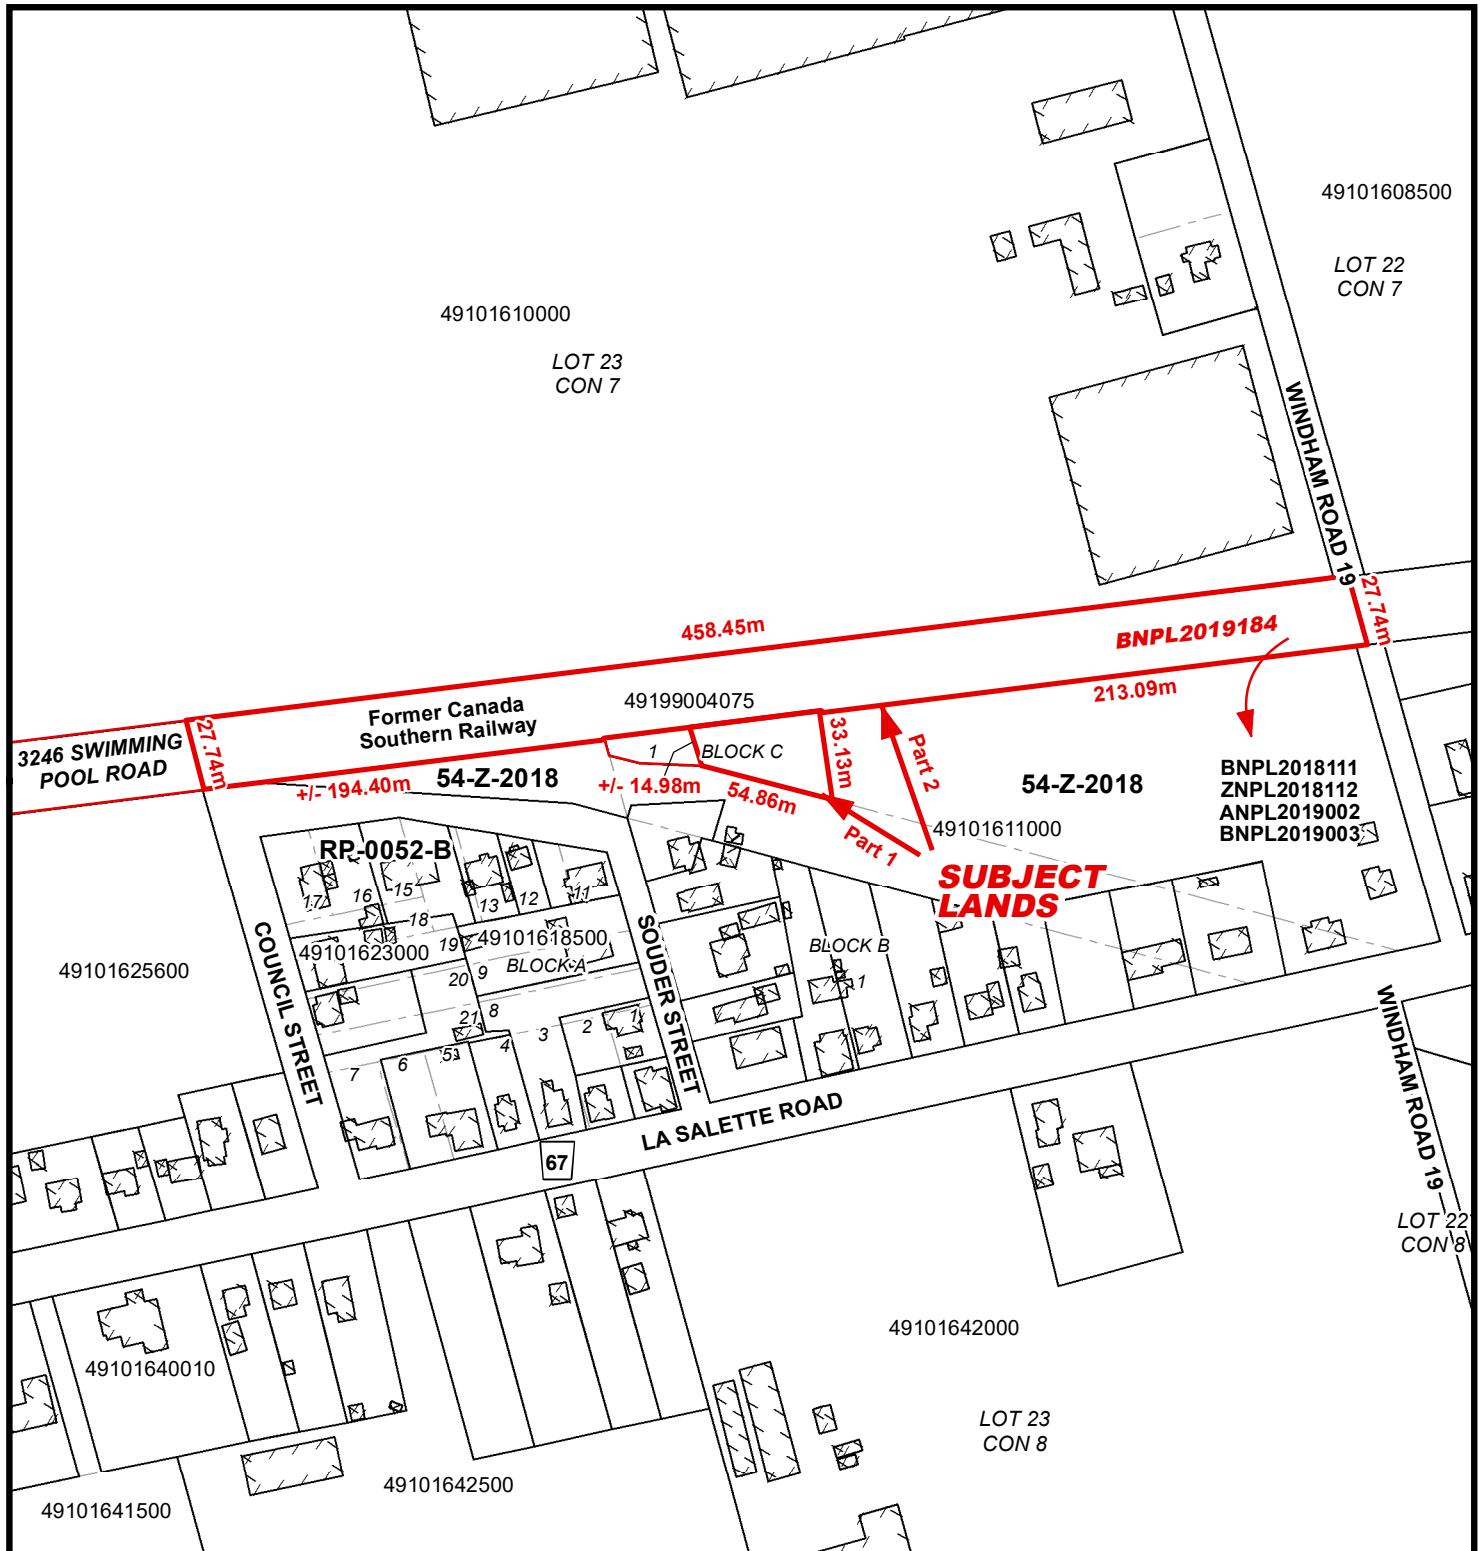 49101608500
LOT 22
CON 7
49101610000
LOT 23
CON 7
WINDHAM ROAD 19
27.74m
458.45m
BNPL2019184
213.09m
49199004075
Former Canada
Southern Railway
27.74m
3246 SWIMMING
POOL ROAD
+/- 194.40m
54-Z-2018
1
BLOCK C
+/- 14.98m
54.86m
33.13m
Part 2
Part 1
54-Z-2018
BNPL2018111
ZNPL2018112
ANPL2019002
BNPL2019003
49101611000
SUBJECT
LANDS
RP-0052-B
17
16
15
13
12
11
18
19
49101623000
49101618500
BLOCK A
20
9
21
8
7
6
5
4
3
2
1
BLOCK B
1
49101625600
COUNCIL STREET
SOUDER STREET
LA SALETTE ROAD
67
WINDHAM ROAD 19
LOT 22
CON 8
49101642000
LOT 23
CON 8
49101640010
49101642500
49101641500